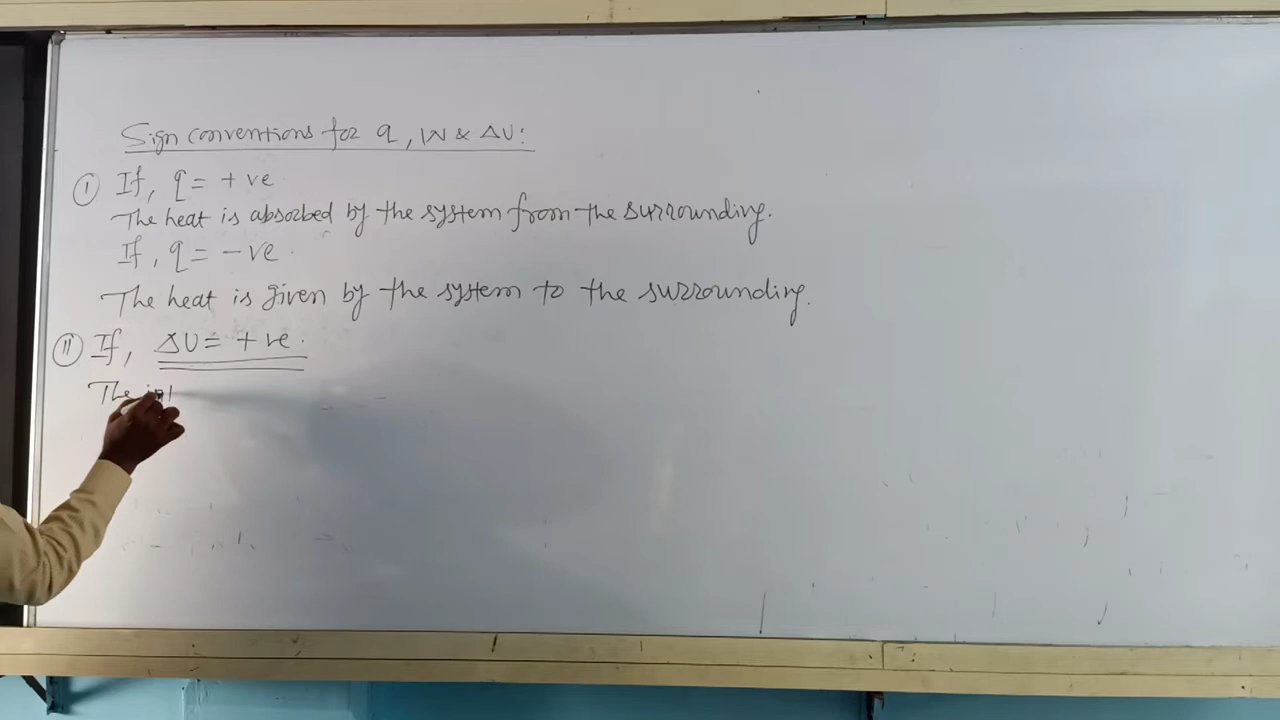 Sign conventions for q, W & ΔU:
I If, q = +ve
The heat is absorbed by the system from the surrounding.
If, q = -ve.
The heat is given by the system to the surrounding.
II If, ΔU = +ve.
The